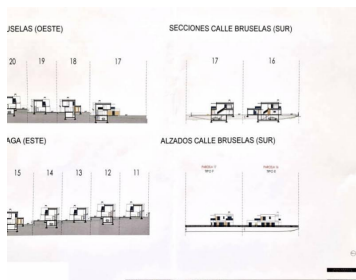 USELAS (OESTE)
SECCIONES CALLE BRUSELAS (SUR)
20 19 18 17
17 16
AGA (ESTE)
ALZADOS CALLE BRUSELAS (SUR)
15 14 13 12 11